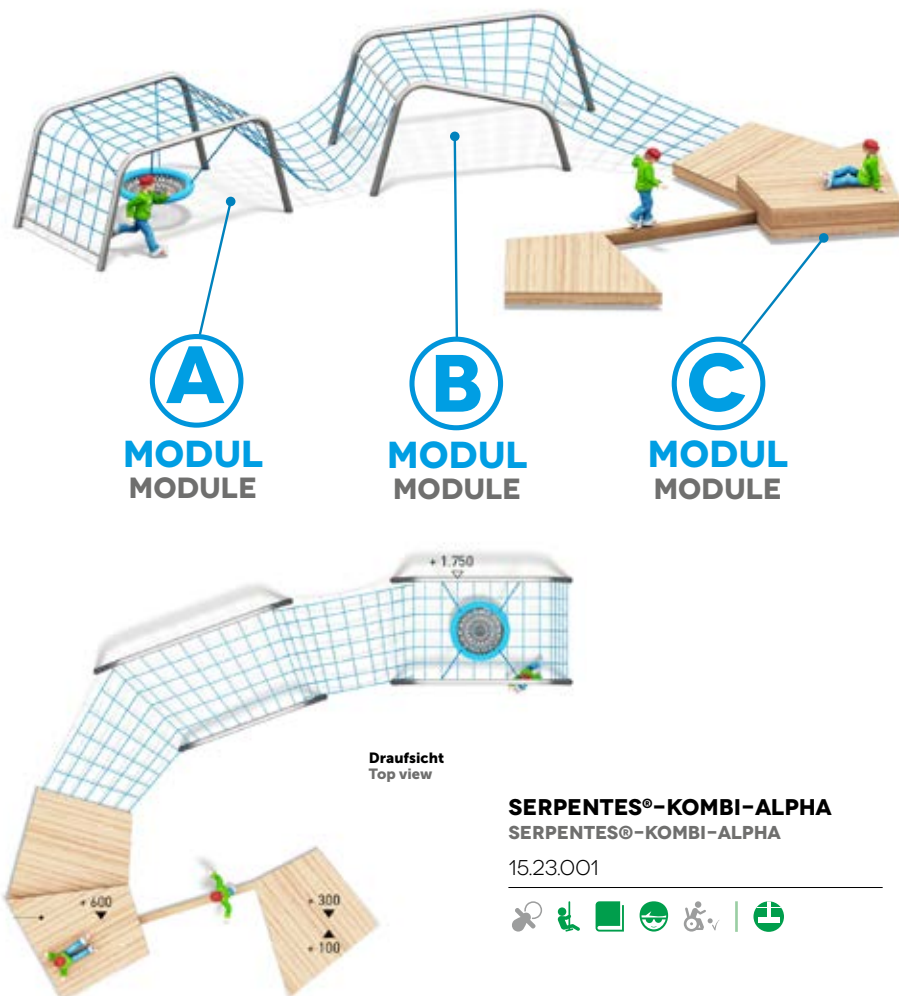 A
MODUL
MODULE
B
MODUL
MODULE
C
MODUL
MODULE
+ 1.750
Draufsicht
Top view
SERPENTES®-KOMBI-ALPHA
SERPENTES®-KOMBI-ALPHA
15.23.001
+ 600
+ 300
+ 100